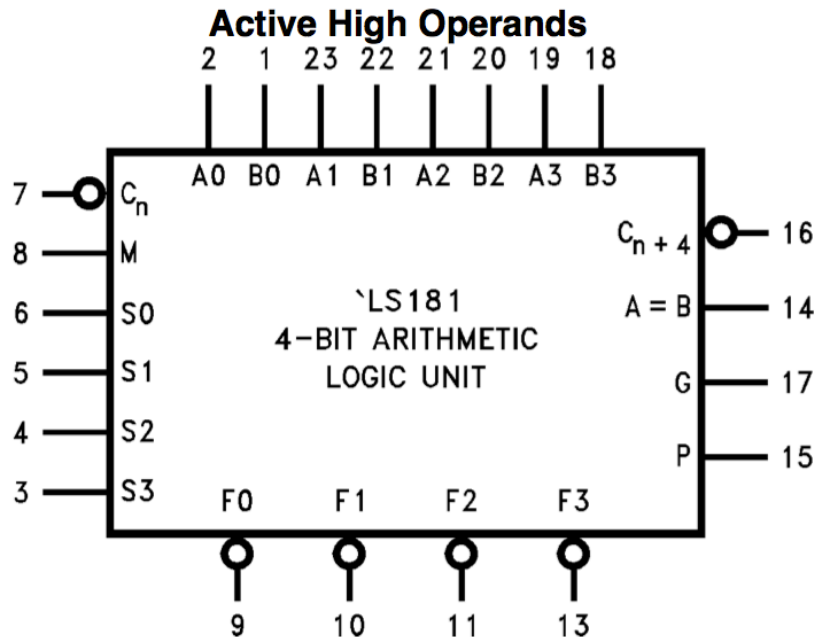 Active High Operands
2 1 23 22 21 20 19 18
A0 B0 A1 B1 A2 B2 A3 B3
7 Cn
Cn + 4 16
8 M
6 S0
`LS181
A = B 14
4-BIT ARITHMETIC
5 S1
LOGIC UNIT
G 17
4 S2
P 15
3 S3
F0 F1 F2 F3
9 10 11 13